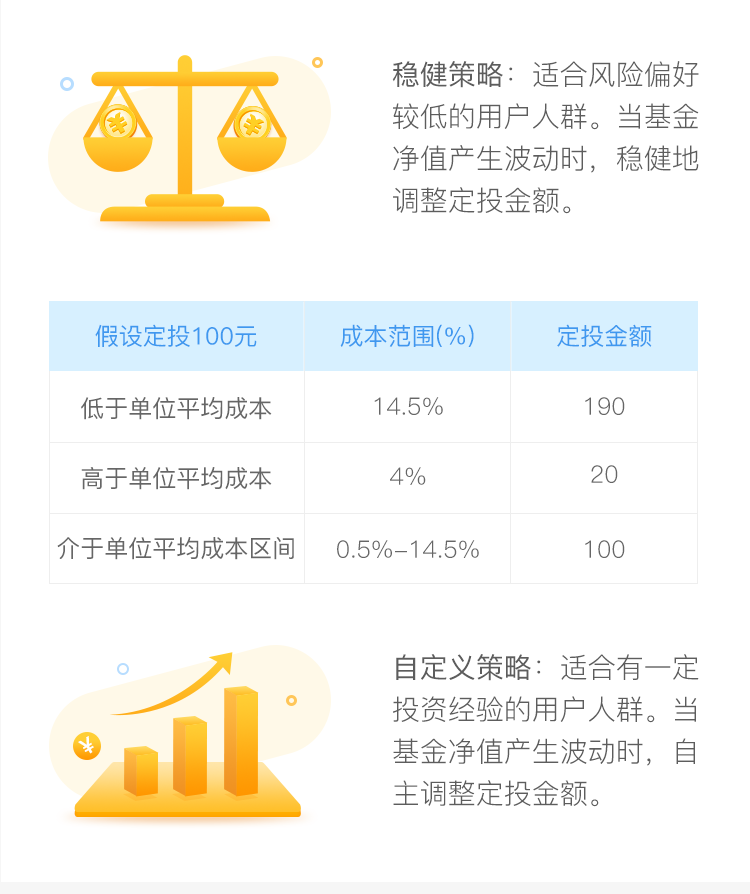 稳健策略：适合风险偏好
较低的用户人群。当基金
净值产生波动时，稳健地
调整定投金额。
假设定投100元 成本范围(%) 定投金额
低于单位平均成本 14.5% 190
高于单位平均成本 4% 20
介于单位平均成本区间 0.5%–14.5% 100
自定义策略：适合有一定
投资经验的用户人群。当
基金净值产生波动时，自
主调整定投金额。